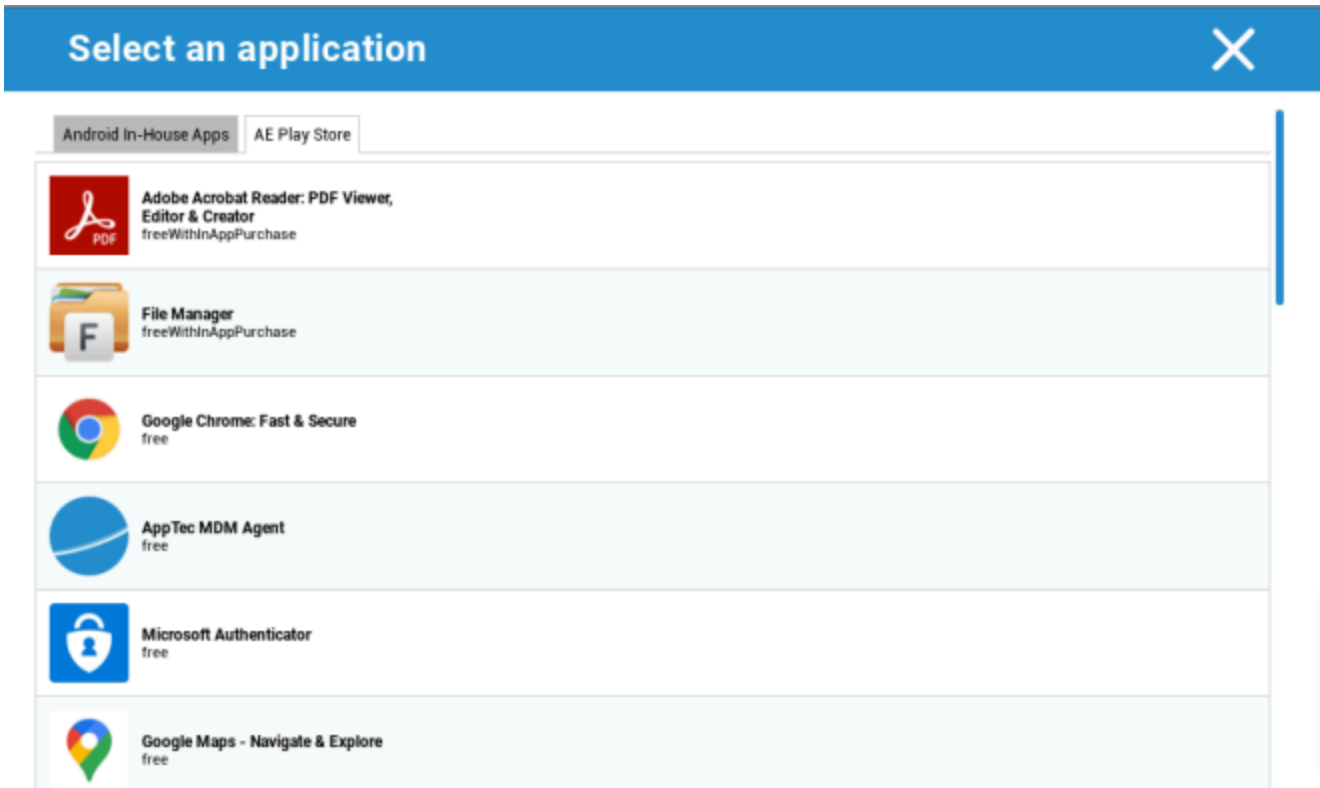 Select an application
Android In-House Apps AE Play Store
Adobe Acrobat Reader: PDF Viewer,
Editor & Creator
freeWithInAppPurchase
PDF
File Manager
freeWithInAppPurchase
F
Google Chrome: Fast & Secure
free
AppTec MDM Agent
free
Microsoft Authenticator
free
Google Maps - Navigate & Explore
free